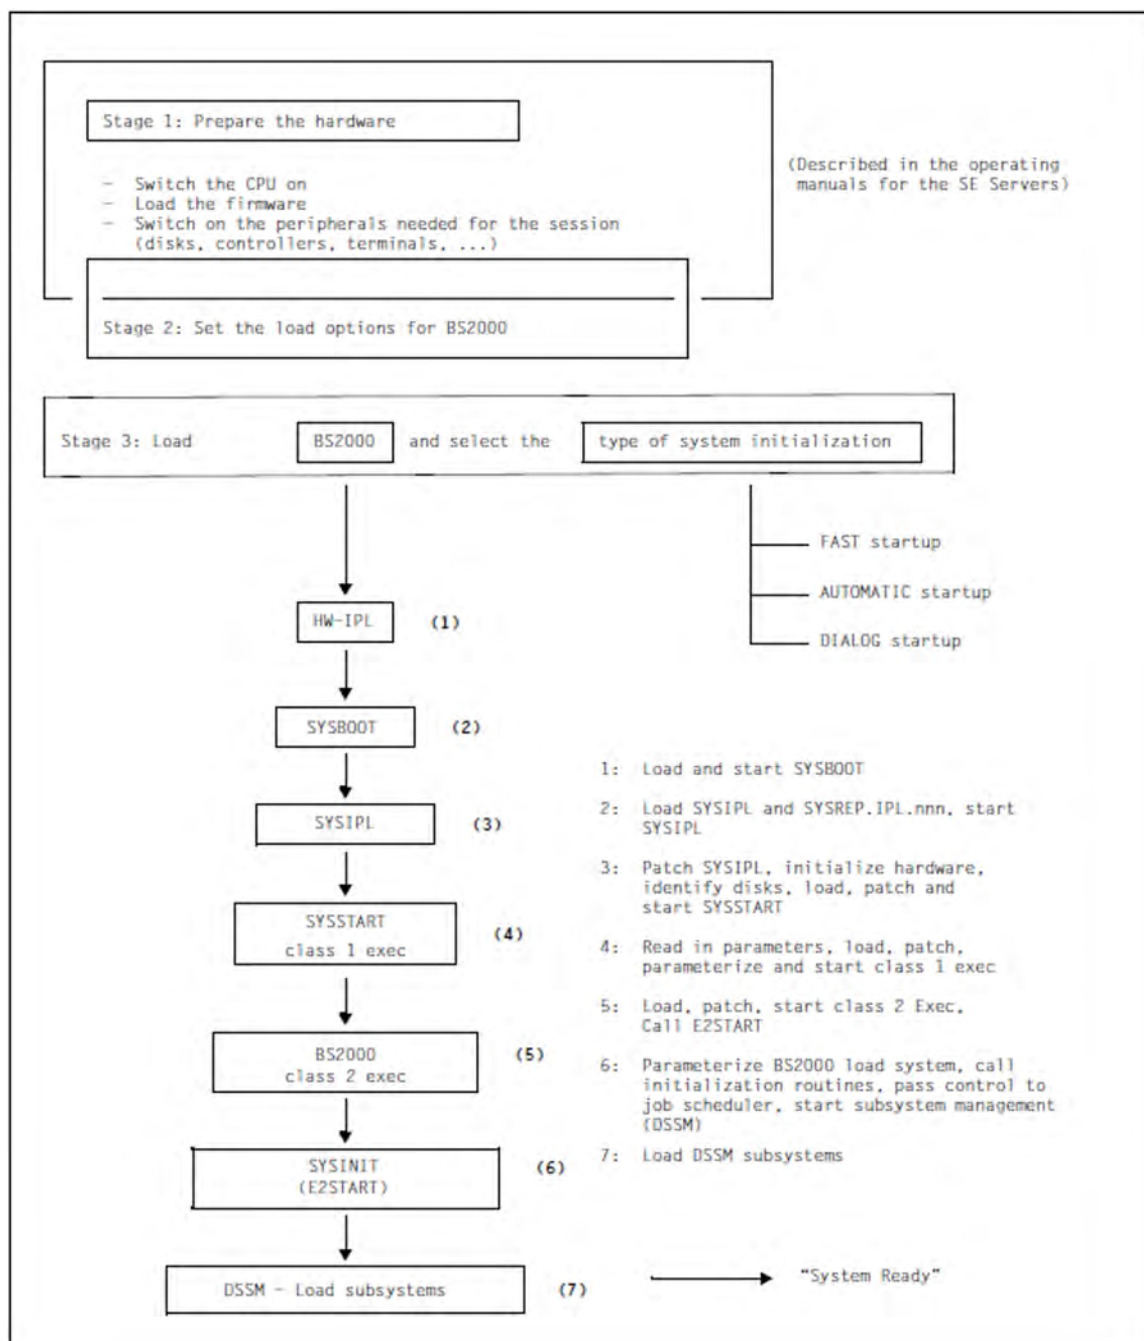 Stage 1: Prepare the hardware
- Switch the CPU on
- Load the firmware
- Switch on the peripherals needed for the session
(disks, controllers, terminals, ...)
(Described in the operating
manuals for the SE Servers)
Stage 2: Set the load options for BS2000
Stage 3: Load BS2000 and select the type of system initialization
FAST startup
AUTOMATIC startup
DIALOG startup
HW-IPL (1)
SYSBOOT (2)
SYSIPL (3)
SYSSTART
class 1 exec (4)
BS2000
class 2 exec (5)
SYSINIT
(E2START) (6)
DSSM - Load subsystems (7)
"System Ready"
1: Load and start SYSBOOT
2: Load SYSIPL and SYSREP.IPL.nnn, start
SYSIPL
3: Patch SYSIPL, initialize hardware,
identify disks, load, patch and
start SYSSTART
4: Read in parameters, load, patch,
parameterize and start class 1 exec
5: Load, patch, start class 2 Exec,
Call E2START
6: Parameterize BS2000 load system, call
initialization routines, pass control to
job scheduler, start subsystem management
(DSSM)
7: Load DSSM subsystems